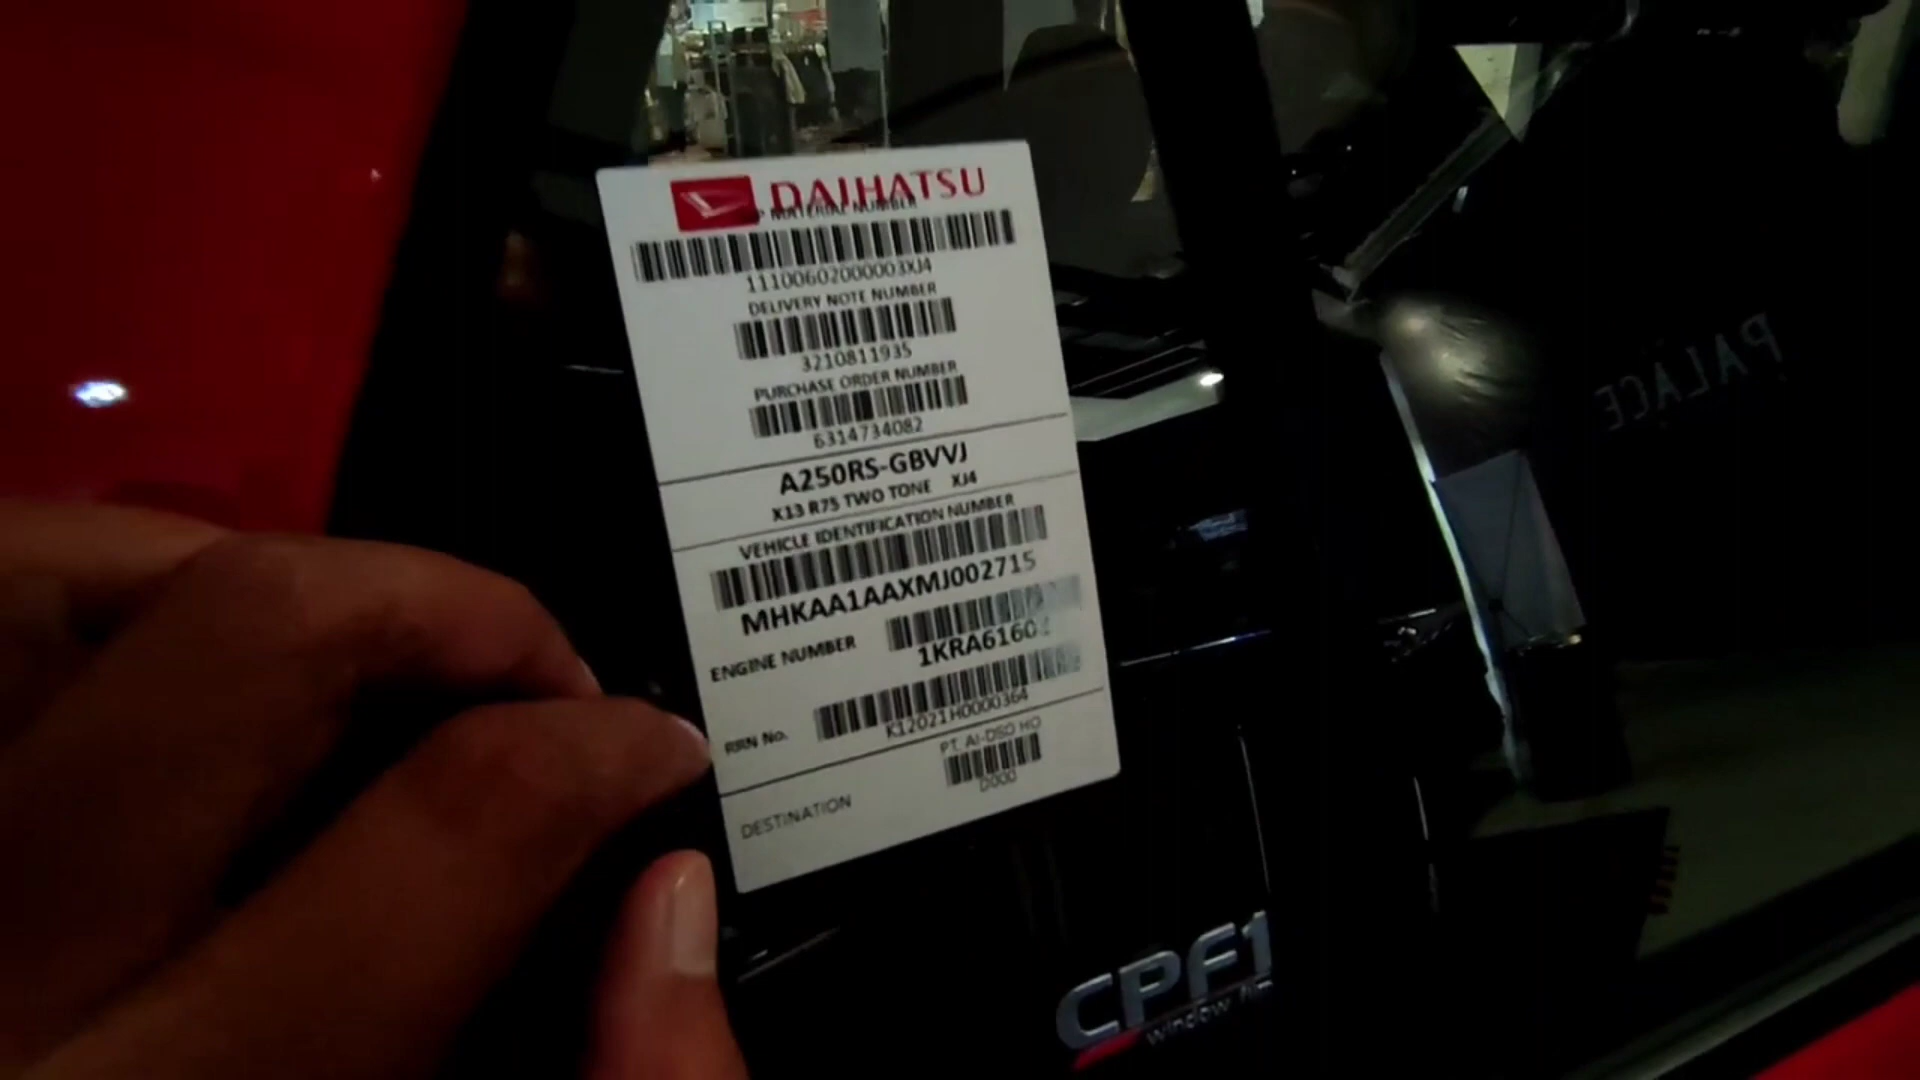 DAIHATSU
P MATERIAL NUMBER
11100602000003XJ4
DELIVERY NOTE NUMBER
3210811935
PURCHASE ORDER NUMBER
6314734082
A250RS-GBVVJ
X13 R75 TWO TONE XJ4
VEHICLE IDENTIFICATION NUMBER
MHKAA1AAXMJ002715
ENGINE NUMBER
RRN No.
K12021H0000364
PT. AI-DSO HO
D000
DESTINATION
CPF1
window
PALACE